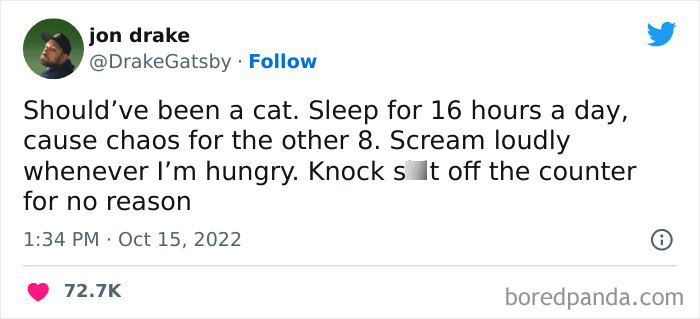 jon drake
@DrakeGatsby · Follow
Should’ve been a cat. Sleep for 16 hours a day,
cause chaos for the other 8. Scream loudly
whenever I’m hungry. Knock s t off the counter
for no reason
1:34 PM · Oct 15, 2022
72.7K
boredpanda.com